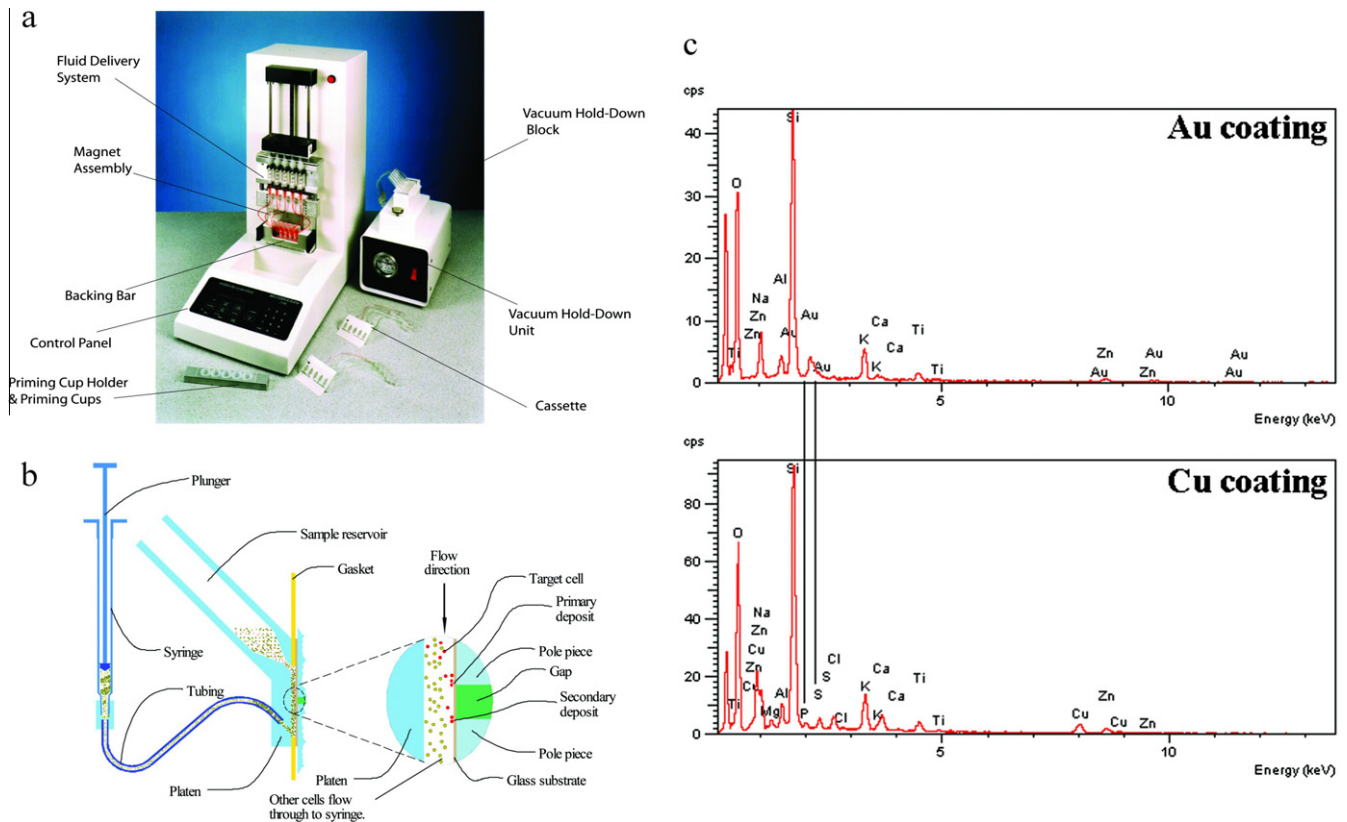 a
Fluid Delivery
System
Magnet
Assembly
Backing Bar
Control Panel
Priming Cup Holder
& Priming Cups
Vacuum Hold-Down
Block
Vacuum Hold-Down
Unit
Cassette
b
Plunger
Sample reservoir
Gasket
Syringe
Tubing
Platen
Flow
direction
Target cell
Primary
deposit
Pole piece
Gap
Secondary
deposit
Pole piece
Glass substrate
Platen
Other cells flow
through to syringe.
c
cps
Au coating
40
30
20
10
0
Si
O
Al
Na
Zn
Zn
Ti
Au
Au
Au
Ca
K
Ca
K
Ti
Ti
Zn
Au
Au
Zn
Au
Au
5
10
Energy (keV)
cps
Cu coating
80
60
40
20
0
Si
O
Na
Zn
Cu
Zn
Cu
Ti
Mg
Al
P
S
S
Cl
Cl
Ca
K
Ca
K
Ti
Ti
Cu
Zn
Cu
Zn
5
10
Energy (keV)